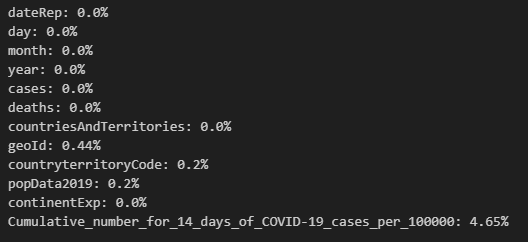 dateRep: 0.0%
day: 0.0%
month: 0.0%
year: 0.0%
cases: 0.0%
deaths: 0.0%
countriesAndTerritories: 0.0%
geoId: 0.44%
countryterritoryCode: 0.2%
popData2019: 0.2%
continentExp: 0.0%
Cumulative_number_for_14_days_of_COVID-19_cases_per_100000: 4.65%